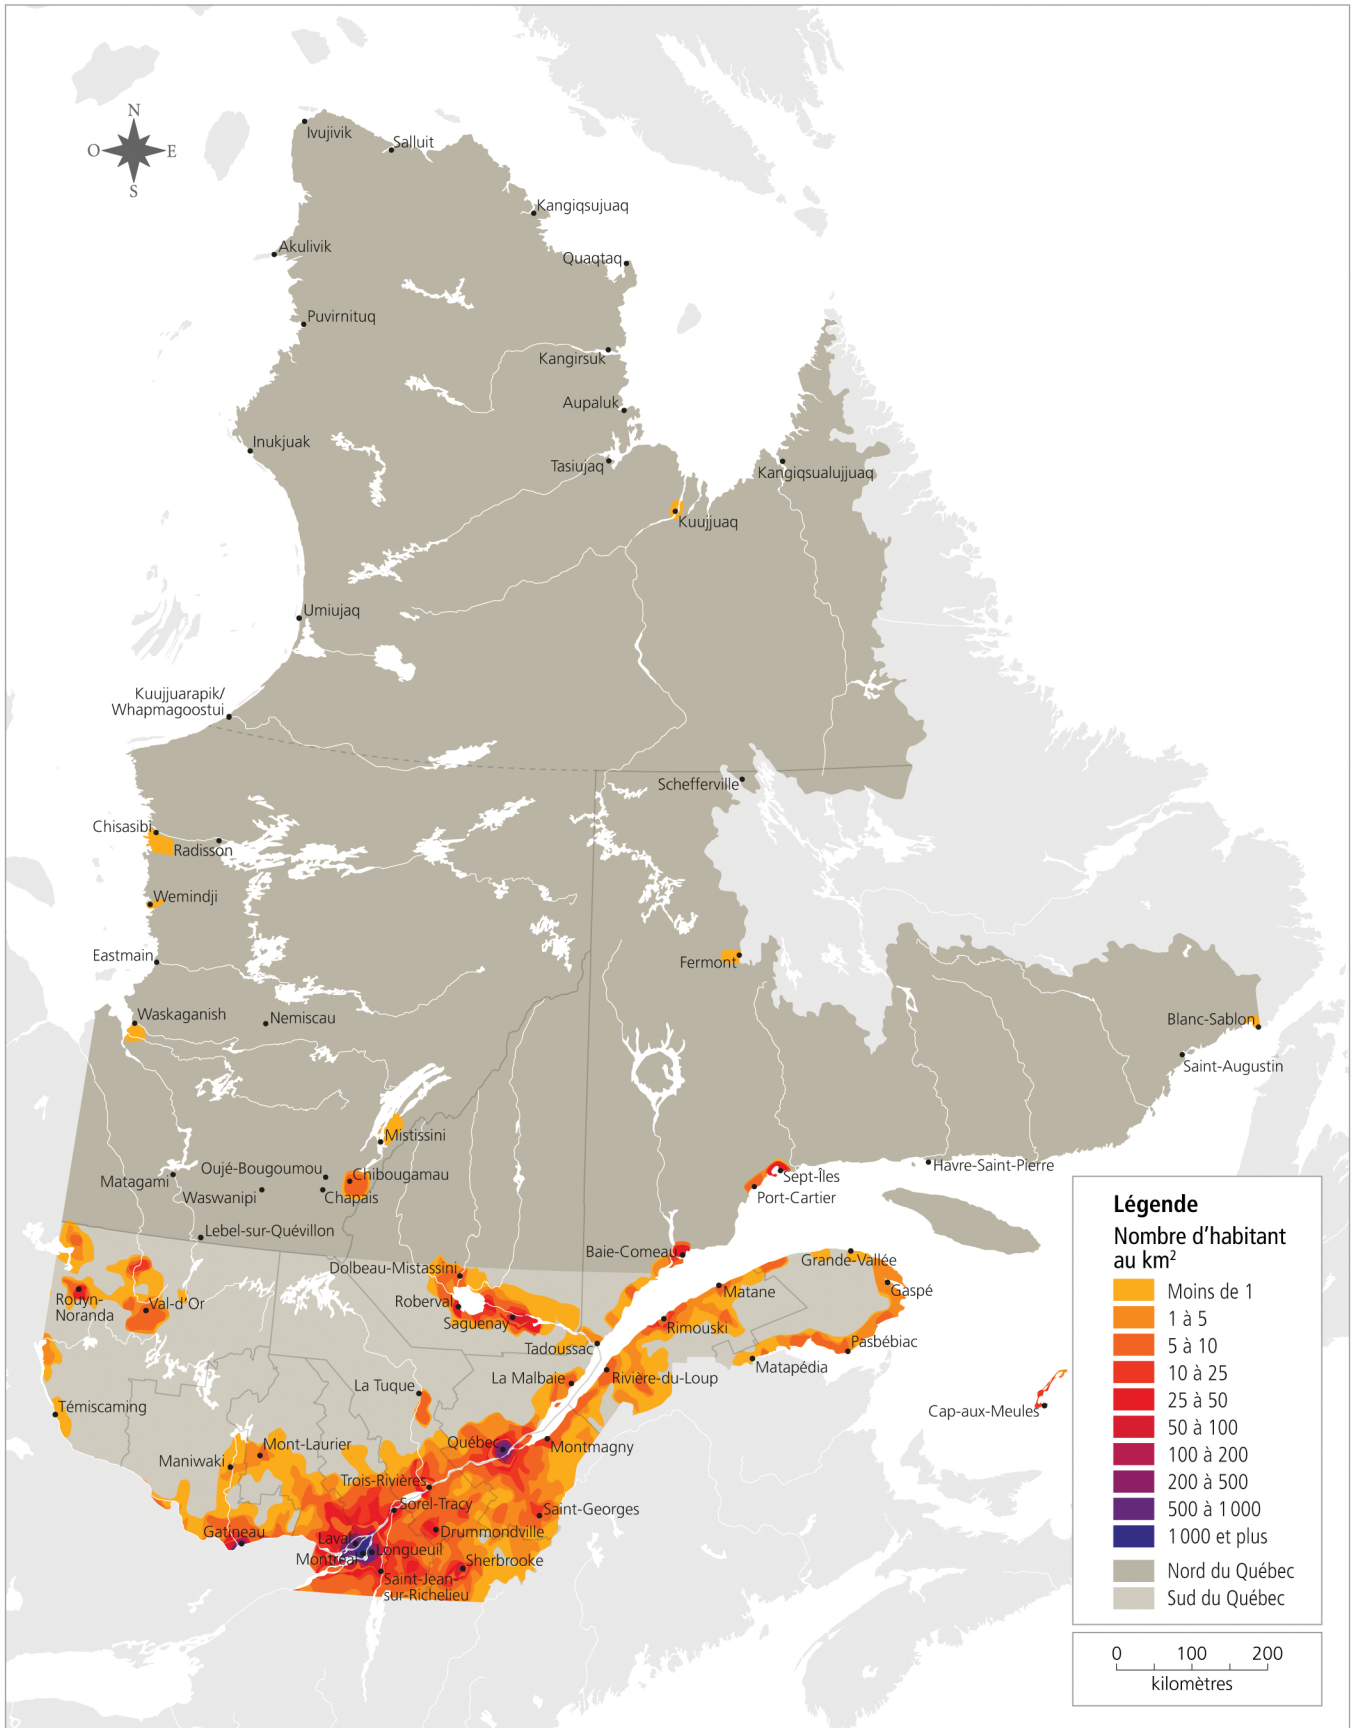 N
O
E
S
Ivujivik
Salluit
Kangiqsujuaq
Akulivik
Quaqtaq
Puvirnituq
Kangirsuk
Aupaluk
Inukjuak
Tasiujaq
Kangiqsualujjuaq
Kuujjuaq
Umiujaq
Kuujjuarapik/
Whapmagoostui
Schefferville
Chisasibi
Radisson
Wemindji
Eastmain
Fermont
Waskaganish
Nemiscau
Blanc-Sablon
Saint-Augustin
Mistissini
Oujé-Bougoumou
Chibougamau
Matagami
Waswanipi
Chapais
Havre-Saint-Pierre
Sept-Îles
Port-Cartier
Lebel-sur-Quévillon
Baie-Comeau
Grande-Vallée
Dolbeau-Mistassini
Matane
Gaspé
Rouyn-
Noranda
Val-d'Or
Roberval
Saguenay
Rimouski
Pasbébiac
Tadoussac
Matapédia
La Malbaie
Rivière-du-Loup
La Tuque
Témiscaming
Cap-aux-Meules
Mont-Laurier
Québec
Montmagny
Maniwaki
Trois-Rivières
Sorel-Tracy
Saint-Georges
Gatineau
Laval
Drummondville
Montréal
Longueuil
Sherbrooke
Saint-Jean-
sur-Richelieu
Légende
Nombre d'habitant
au km²
Moins de 1
1 à 5
5 à 10
10 à 25
25 à 50
50 à 100
100 à 200
200 à 500
500 à 1 000
1 000 et plus
Nord du Québec
Sud du Québec
0 100 200
kilomètres